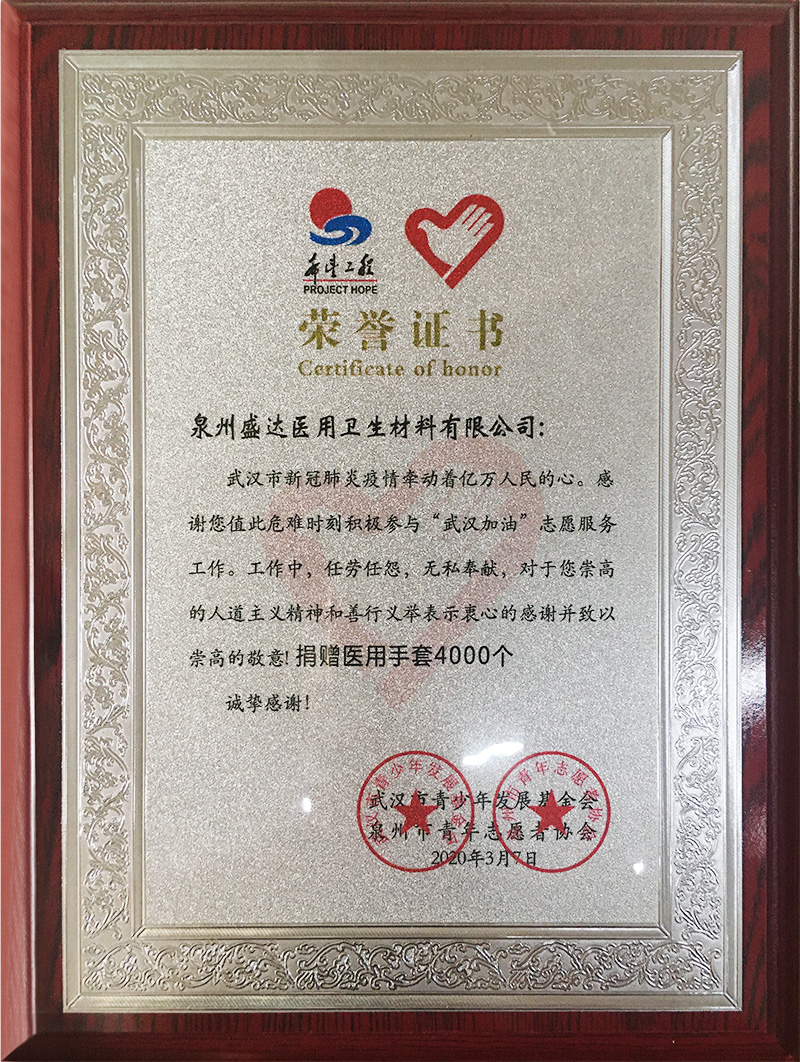 希望工程
PROJECT HOPE
荣誉证书
Certificate of honor
泉州盛达医用卫生材料有限公司:
武汉市新冠肺炎疫情牵动着亿万人民的心。感
谢您值此危难时刻积极参与“武汉加油”志愿服务
工作。工作中，任劳任怨，无私奉献，对于您崇高
的人道主义精神和善行义举表示衷心的感谢并致以
崇高的敬意!捐赠医用手套4000个
诚挚感谢!
武汉市青少年发展基金会
泉州市青年志愿者协会
2020年3月7日